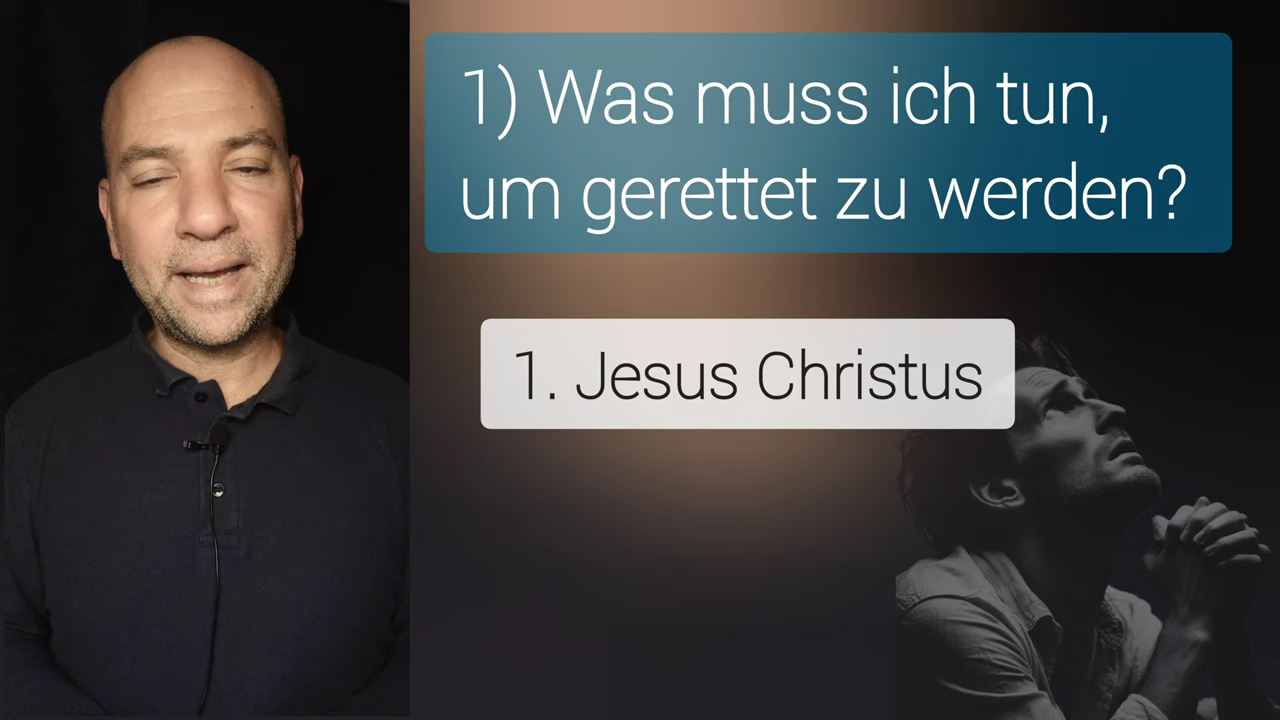 1) Was muss ich tun,
um gerettet zu werden?
1. Jesus Christus